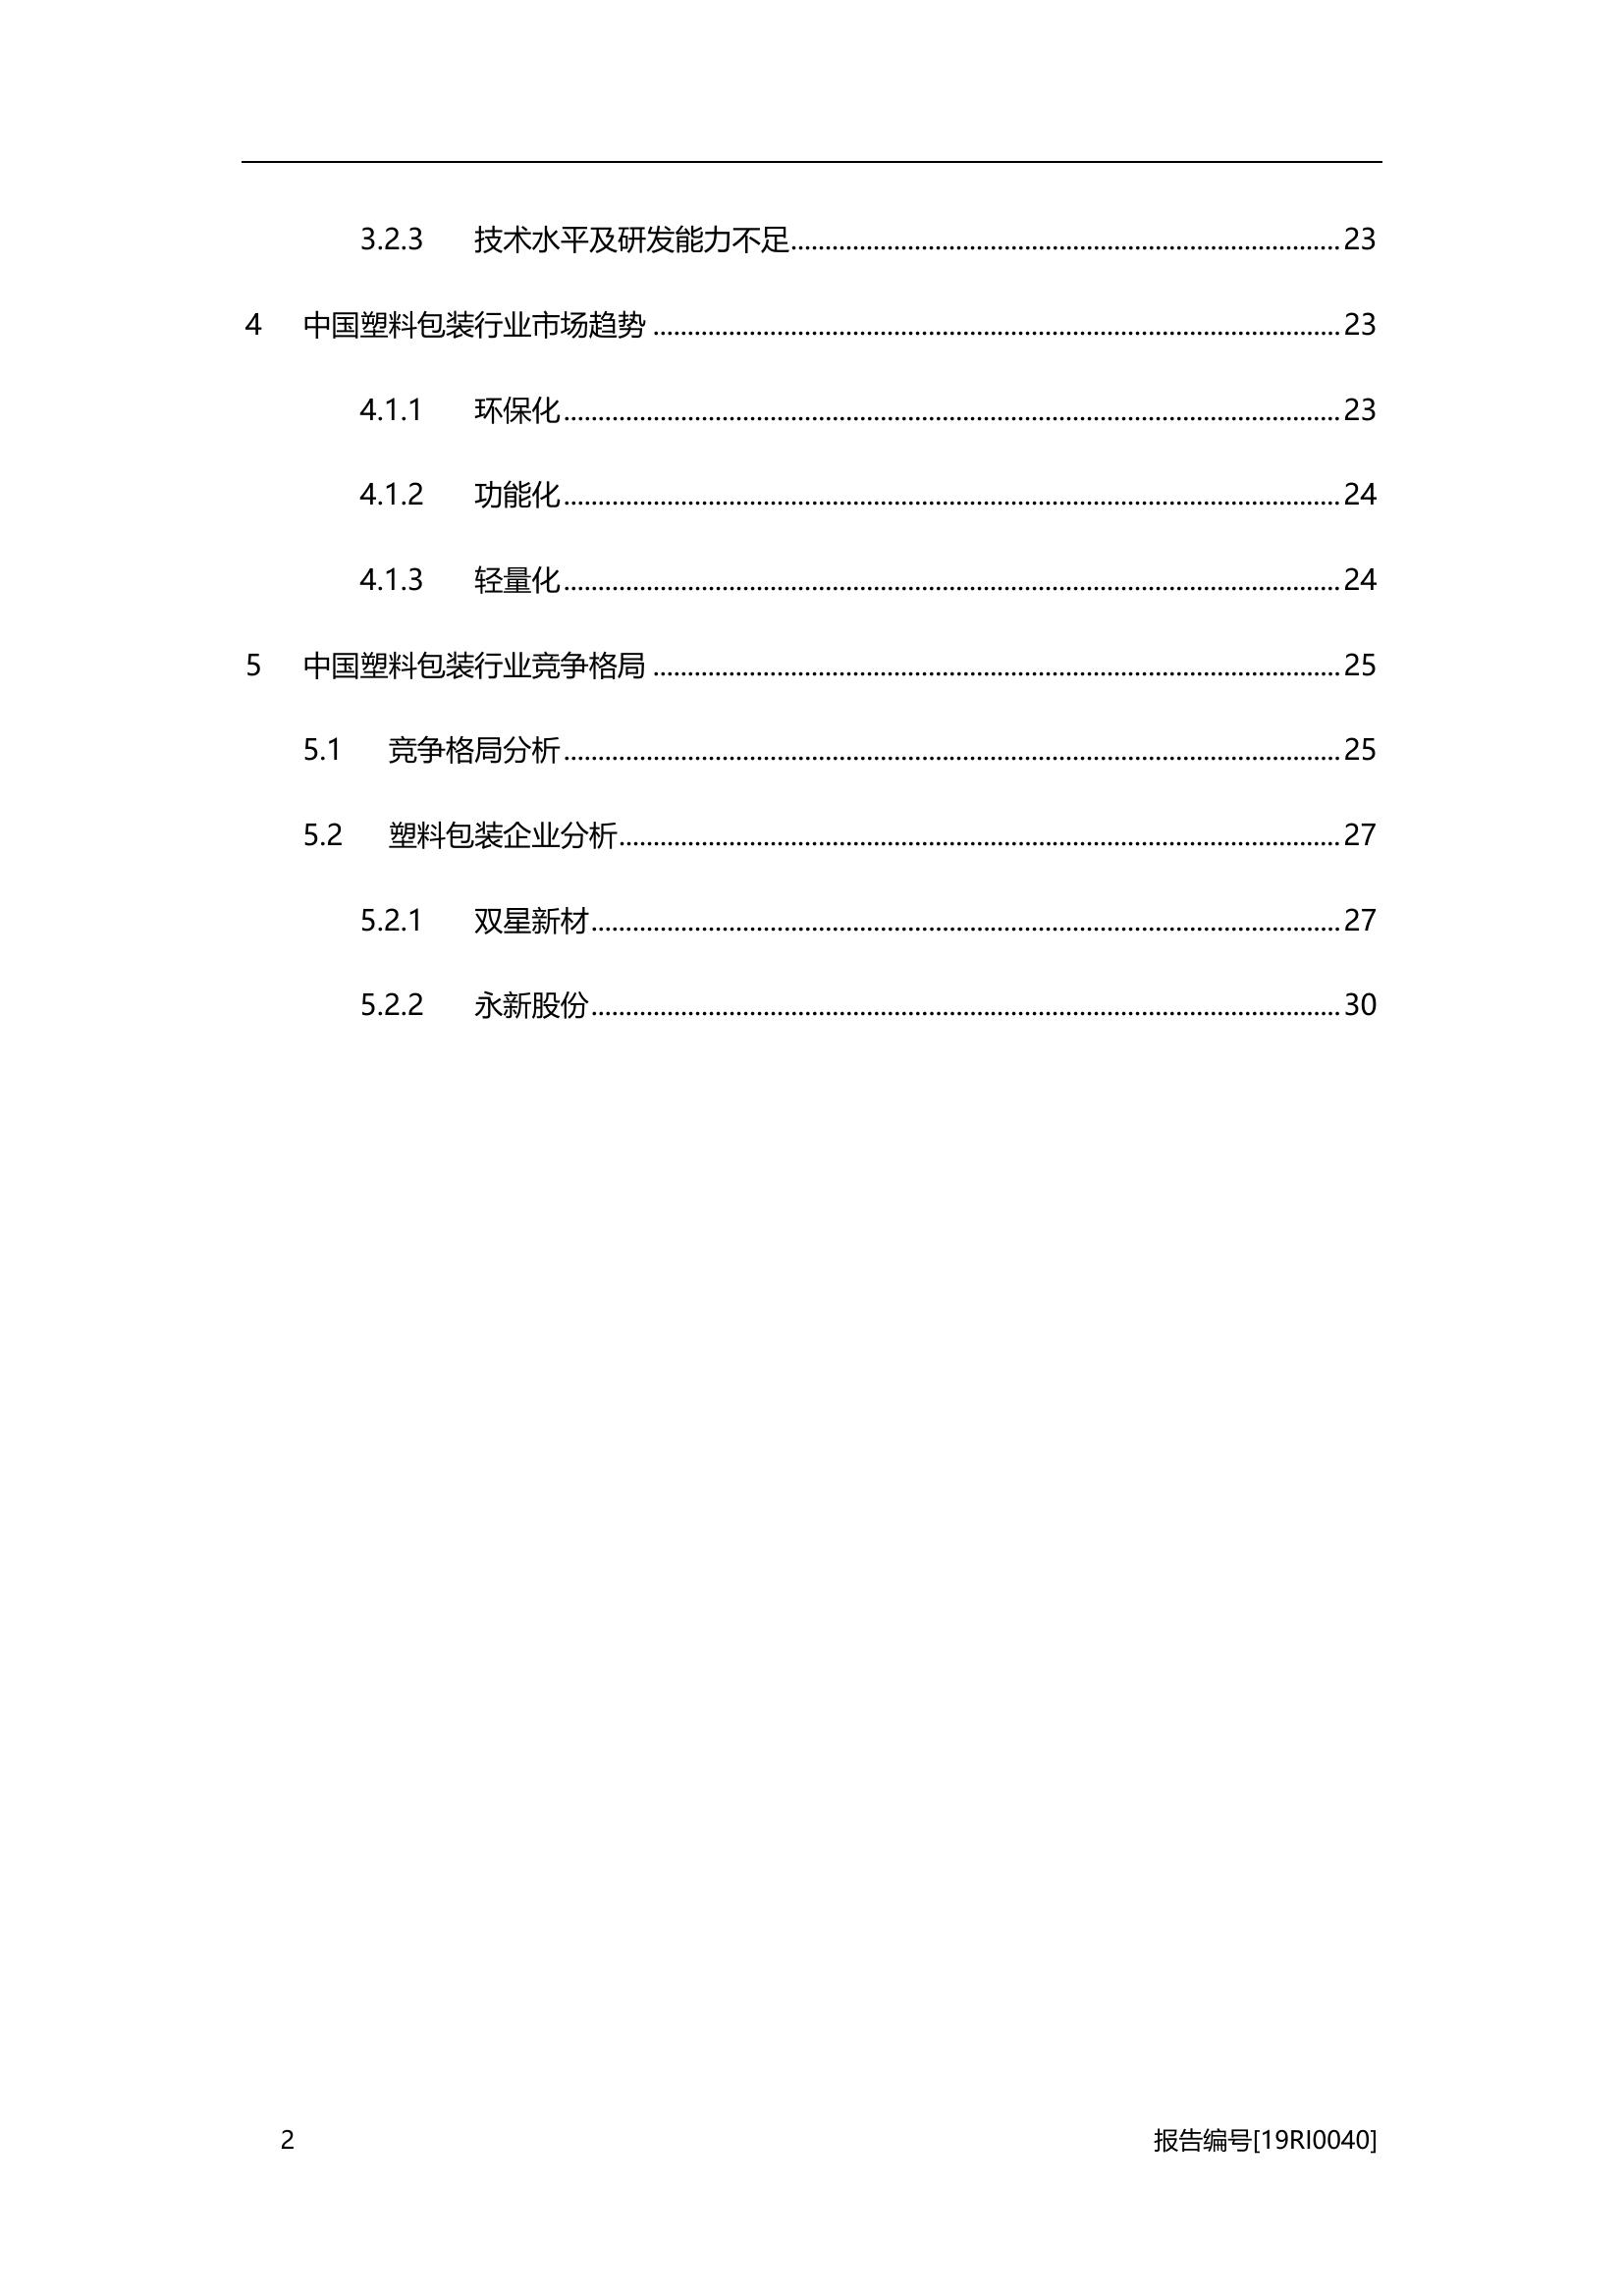 3.2.3 技术水平及研发能力不足........................................................................23
4 中国塑料包装行业市场趋势........................................................................23
4.1.1 环保化........................................................................23
4.1.2 功能化........................................................................24
4.1.3 轻量化........................................................................24
5 中国塑料包装行业竞争格局........................................................................25
5.1 竞争格局分析........................................................................25
5.2 塑料包装企业分析........................................................................27
5.2.1 双星新材........................................................................27
5.2.2 永新股份........................................................................30
2 报告编号[19RI0040]